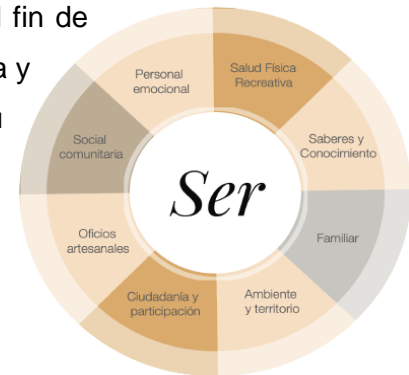 l fin de
a y
Personal
emocional
Salud Física
Recreativa
Saberes y
Conocimiento
Familiar
Ambiente
y territorio
Ciudadanía y
participación
Oficios
artesanales
Social
comunitaria
Ser